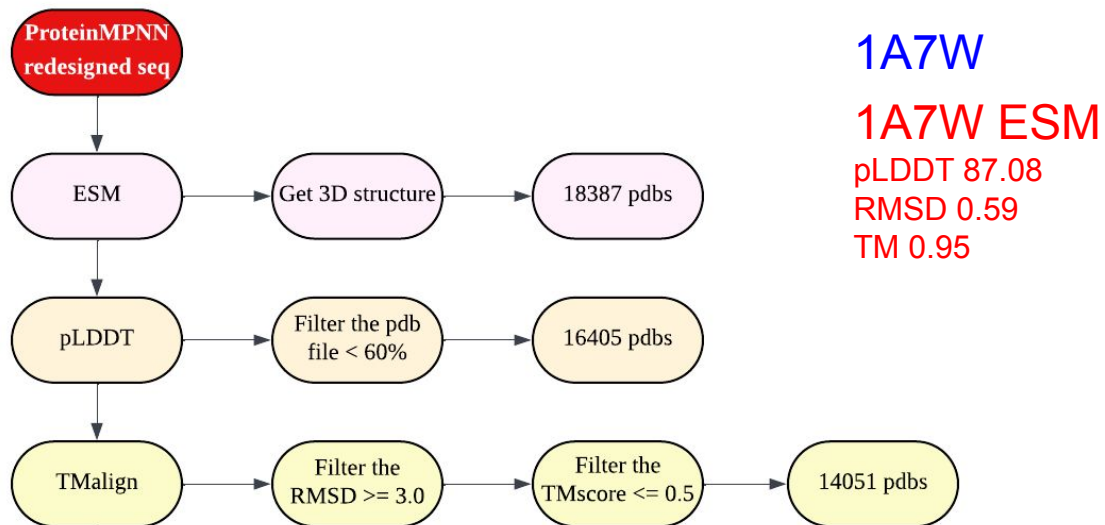 ProteinMPNN
redesigned seq
ESM
Get 3D structure
18387 pdbs
pLDDT
Filter the pdb
file < 60%
16405 pdbs
TMalign
Filter the
RMSD >= 3.0
Filter the
TMscore <= 0.5
14051 pdbs
1A7W
1A7W ESM
pLDDT 87.08
RMSD 0.59
TM 0.95